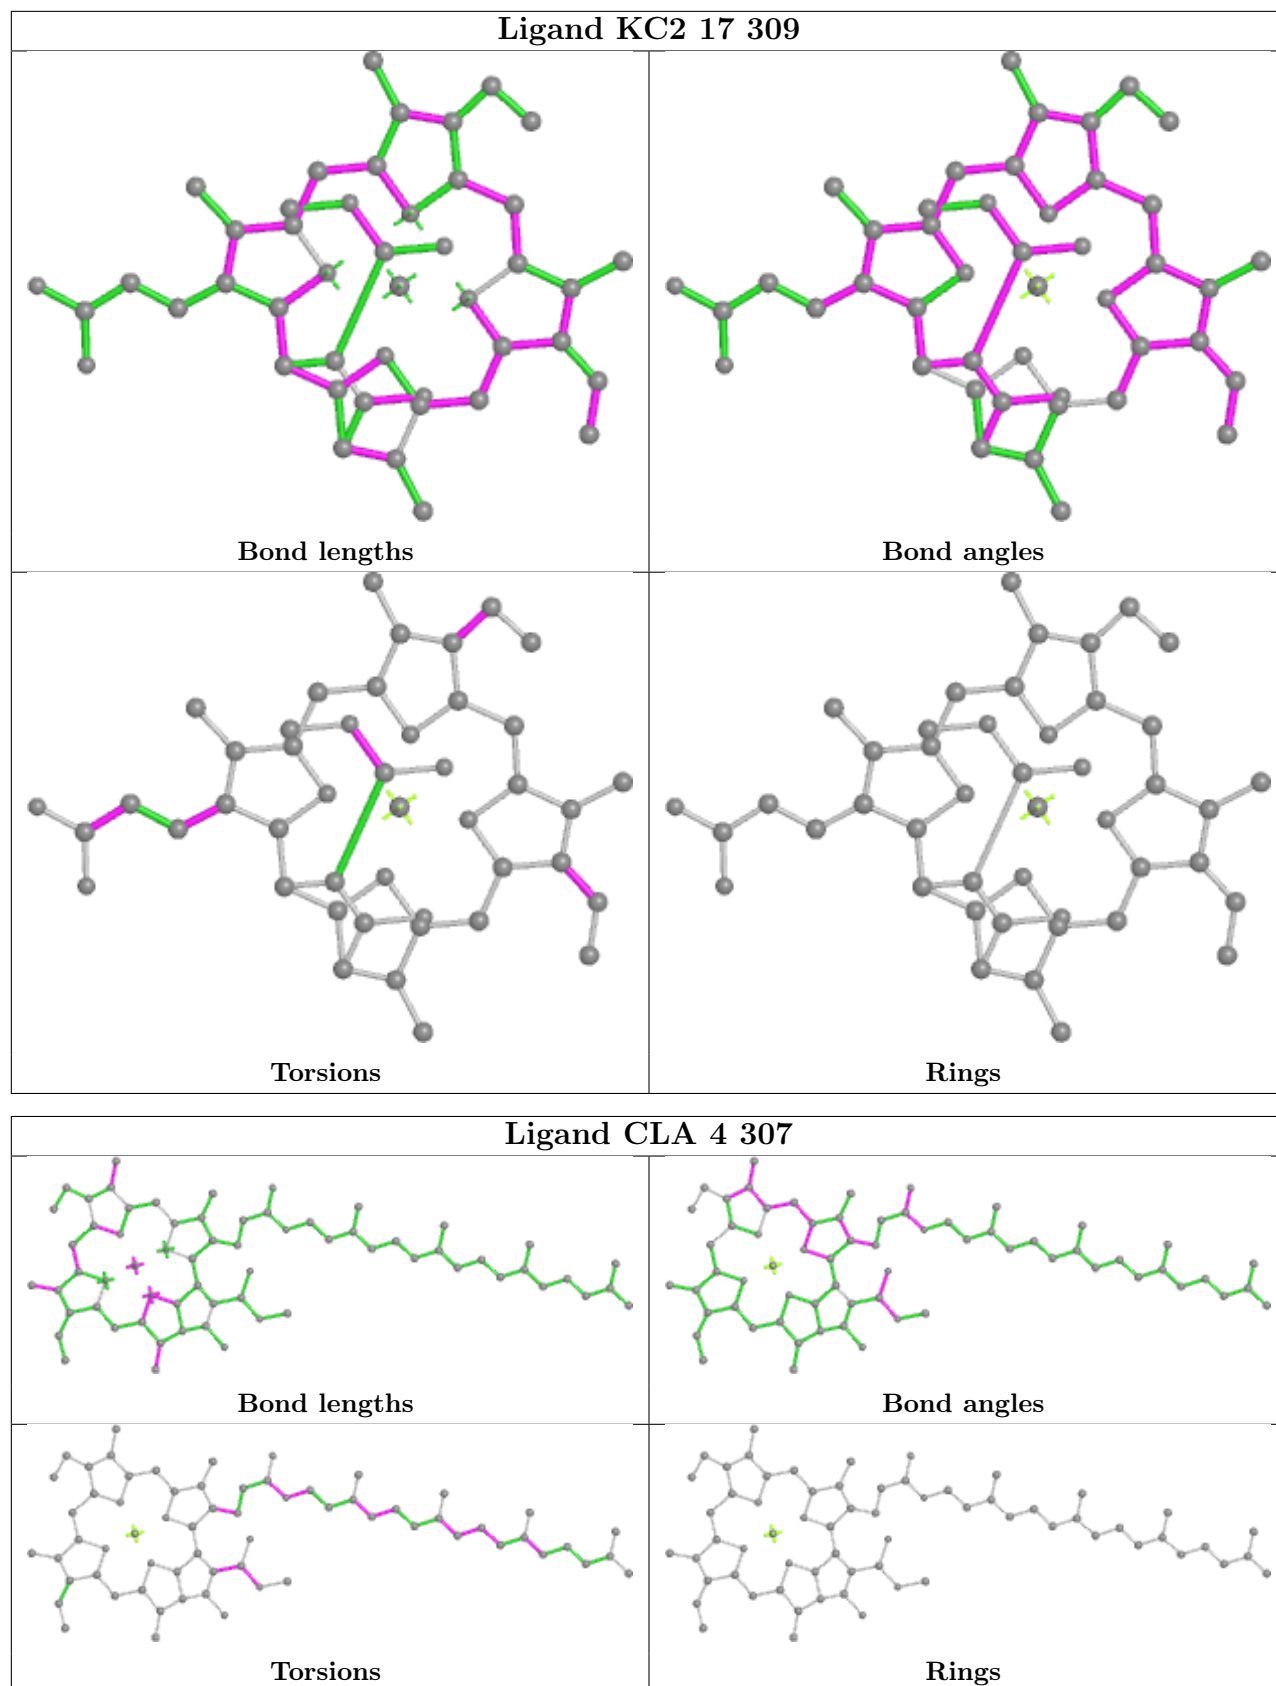 Ligand KC2 17 309
Bond lengths
Bond angles
Torsions
Rings
Ligand CLA 4 307
Bond lengths
Bond angles
Torsions
Rings